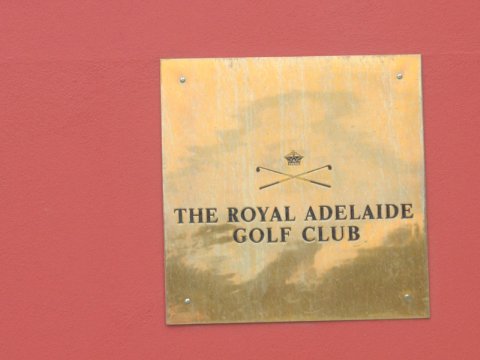 THE ROYAL ADELAIDE
GOLF CLUB